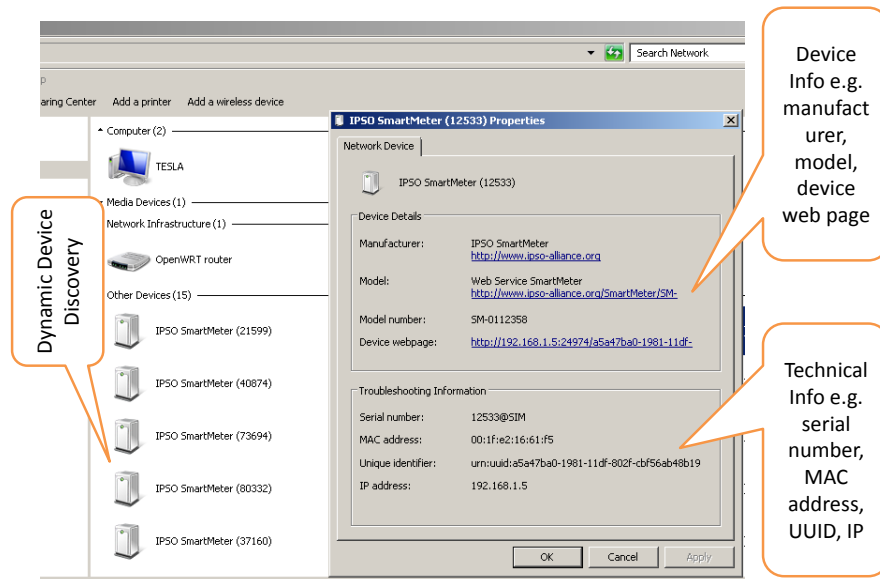 Search Network
p
aring Center Add a printer Add a wireless device
Computer (2)
TESLA
Media Devices (1)
Network Infrastructure (1)
OpenWRT router
Other Devices (15)
IPSO SmartMeter (21599)
IPSO SmartMeter (40874)
IPSO SmartMeter (73694)
IPSO SmartMeter (80332)
IPSO SmartMeter (37160)
Dynamic Device
Discovery
IPSO SmartMeter (12533) Properties
Network Device
IPSO SmartMeter (12533)
Device Details
Manufacturer: IPSO SmartMeter
http://www.ipso-alliance.org
Model: Web Service SmartMeter
http://www.ipso-alliance.org/SmartMeter/SM-
Model number: SM-0112358
Device webpage: http://192.168.1.5:24974/a5a47ba0-1981-11df-
Troubleshooting Information
Serial number: 12533@SIM
MAC address: 00:1f:e2:16:61:f5
Unique identifier: urn:uuid:a5a47ba0-1981-11df-802f-cbf56ab48b19
IP address: 192.168.1.5
OK Cancel Apply
Device
Info e.g.
manufact
urer,
model,
device
web page
Technical
Info e.g.
serial
number,
MAC
address,
UUID, IP